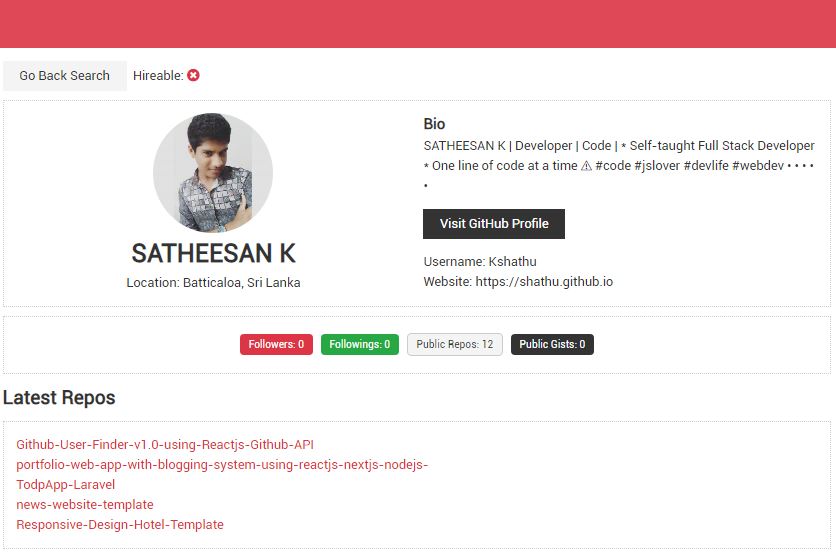 Go Back Search Hireable:
SATHEESAN K
Location: Batticaloa, Sri Lanka
Bio
SATHEESAN K | Developer | Code | * Self-taught Full Stack Developer
* One line of code at a time ⚠ #code #jslover #devlife #webdev • • • •
•
Visit GitHub Profile
Username: Kshathu
Website: https://shathu.github.io
Followers: 0 Followings: 0 Public Repos: 12 Public Gists: 0
Latest Repos
Github-User-Finder-v1.0-using-Reactjs-Github-API
portfolio-web-app-with-blogging-system-using-reactjs-nextjs-nodejs-
TodpApp-Laravel
news-website-template
Responsive-Design-Hotel-Template